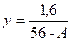 y = 1,6 / (56 - A)